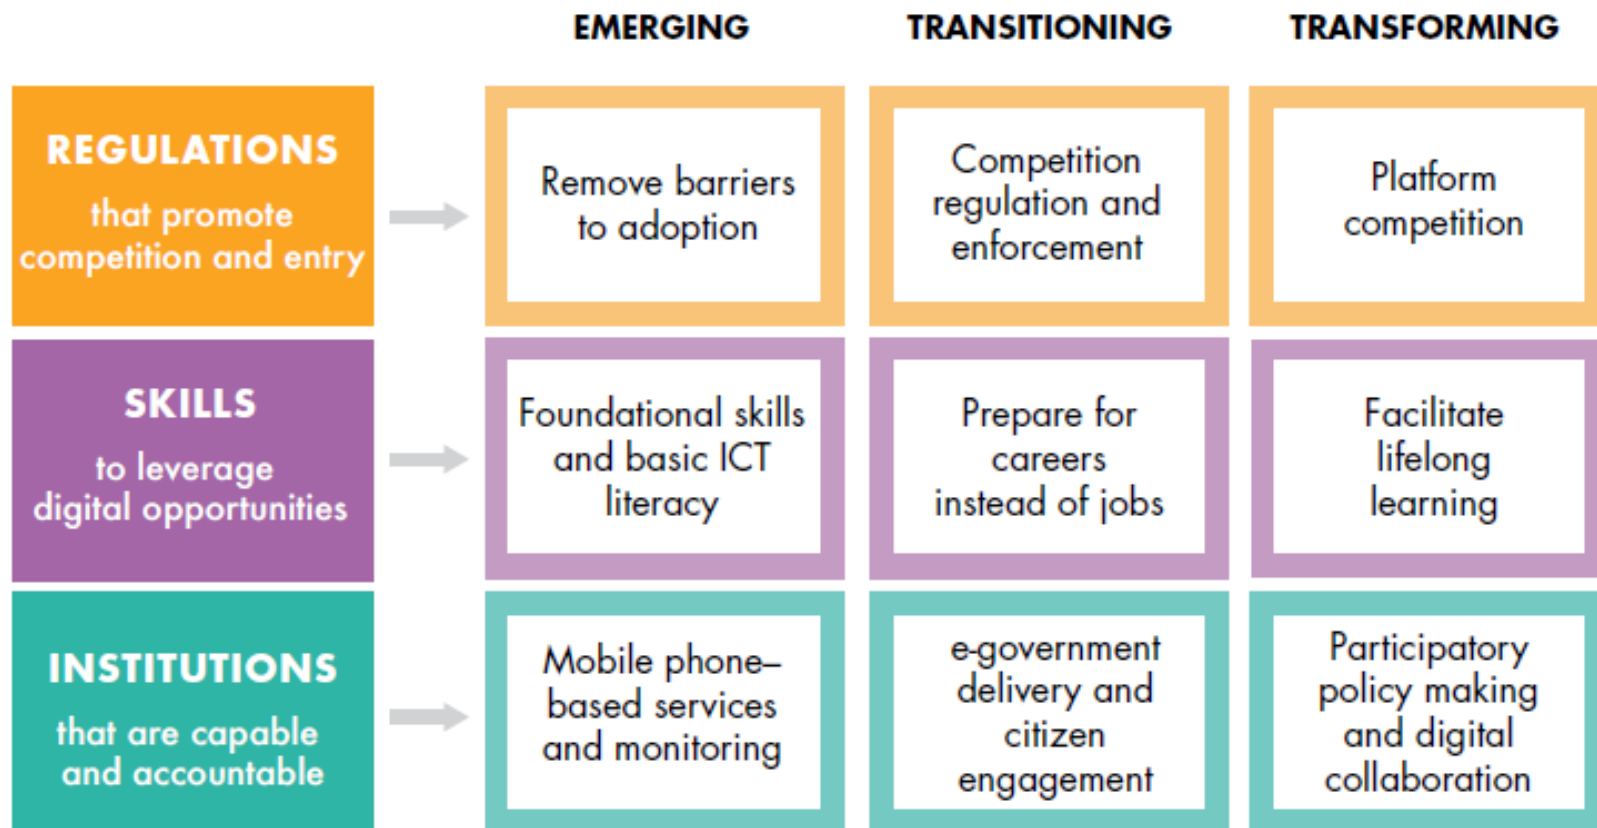 EMERGING
TRANSITIONING
TRANSFORMING
REGULATIONS
that promote
competition and entry
Remove barriers
to adoption
Competition
regulation and
enforcement
Platform
competition
SKILLS
to leverage
digital opportunities
Foundational skills
and basic ICT
literacy
Prepare for
careers
instead of jobs
Facilitate
lifelong
learning
INSTITUTIONS
that are capable
and accountable
Mobile phone–
based services
and monitoring
e-government
delivery and
citizen
engagement
Participatory
policy making
and digital
collaboration